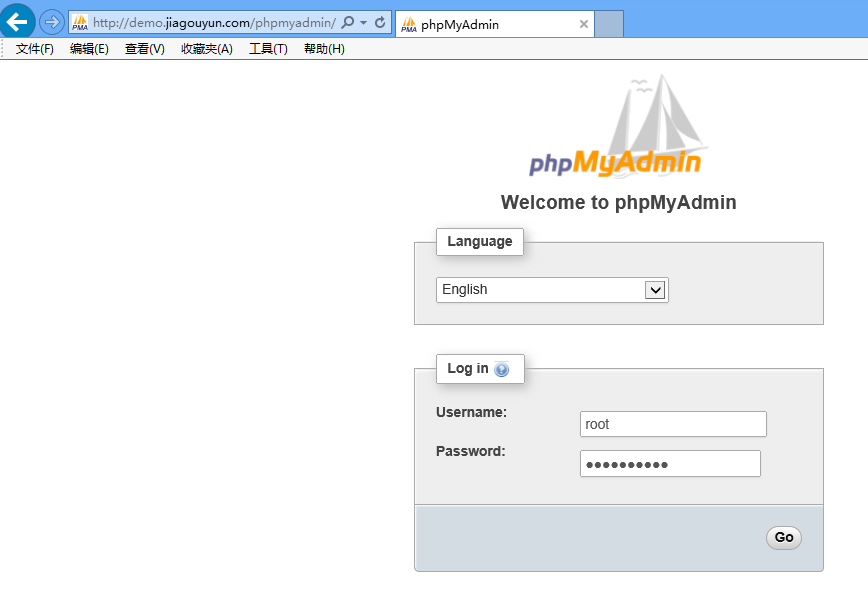 http://demo.jiagouyun.com/phpmyadmin/
PMA phpMyAdmin
文件(F) 编辑(E) 查看(V) 收藏夹(A) 工具(T) 帮助(H)
phpMyAdmin
Welcome to phpMyAdmin
Language
English
Log in
Username:
root
Password:
●●●●●●●●●●
Go